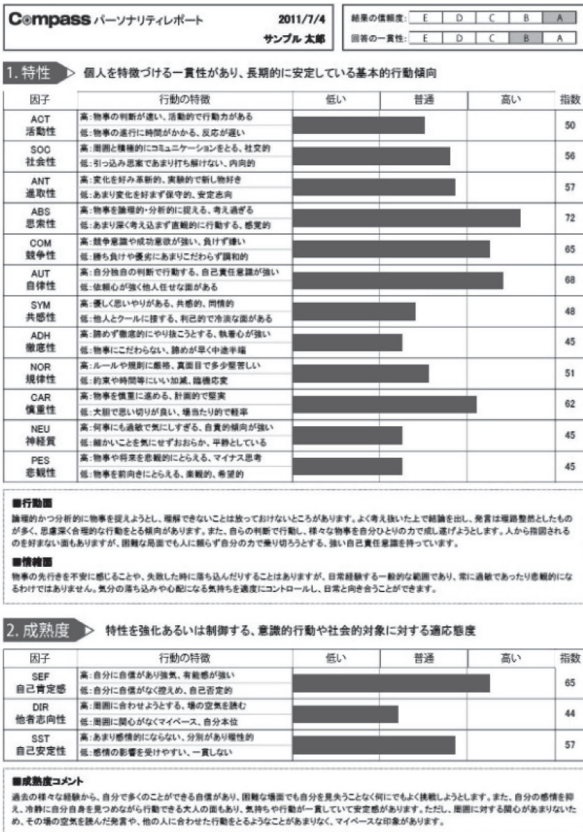 Compass パーソナリティレポート
2011/7/4
サンプル 太郎
結果の信頼度: E D C B A
回答の一貫性: E D C B A
1. 特性 個人を特徴づける一貫性があり、長期的に安定している基本的行動傾向
因子 行動の特徴 低い 普通 高い 指数
ACT 活動性
高:物事の判断が速い、活動的で行動力がある
低:物事の進行に時間がかかる、反応が遅い
50
SOC 社会性
高:周囲と積極的にコミュニケーションをとる、社交的
低:引っ込み思案であまり打ち解けない、内向的
56
ANT 進取性
高:変化を好み革新的、実験的で新し物好き
低:あまり変化を好まず保守的、安定志向
57
ABS 思索性
高:物事を論理的・分析的に捉える、考え過ぎる
低:あまり深く考え込まず直観的に行動する、感覚的
72
COM 競争性
高:競争意識や成功意欲が強い、負けず嫌い
低:勝ち負けや優劣にあまりこだわらず調和的
65
AUT 自律性
高:自分独自の判断で行動する、自己責任意識が強い
低:依頼心が強く他人任せな面がある
68
SYM 共感性
高:優しく思いやりがある、共感的、同情的
低:他人とクールに接する、利己的で冷淡な面がある
48
ADH 徹底性
高:諦めず徹底的にやり抜こうとする、執着心が強い
低:物事にこだわらない、諦めが早く中途半端
45
NOR 規律性
高:ルールや規則に厳格、真面目で多少堅苦しい
低:約束や時間等にいい加減、臨機応変
51
CAR 慎重性
高:物事を慎重に進める、計画的で堅実
低:大胆で思い切りが良い、場当たり的で軽率
62
NEU 神経質
高:何事にも過敏で気にしすぎる、自責的傾向が強い
低:細かいことを気にせずおおらか、平静としている
45
PES 悲観性
高:物事や将来を悲観的にとらえる、マイナス思考
低:物事を前向きにとらえる、楽観的、希望的
45
■行動面
論理的かつ分析的に物事を捉えようとし、理解できないことは放っておけないところがあります。よく考え抜いた上で結論を出し、発言は理路整然としたもの
が多く、思慮深く合理的な行動をとる傾向があります。また、自らの判断で行動し、様々な物事を自分ひとりの力で成し遂げようとします。人から指図される
のを好まない面もありますが、困難な局面でも人に頼らず自分の力で乗り切ろうとする、強い自己責任意識を持っています。
■情緒面
物事の先行きを不安に感じることや、失敗した時に落ち込んだりすることはありますが、日常経験する一般的な範囲であり、常に過敏であったり悲観的にな
るわけではありません。気分の落ち込みや心配になる気持ちを適度にコントロールし、日常と向き合うことができます。
2. 成熟度 特性を強化あるいは制御する、意識的行動や社会的対象に対する適応態度
因子 行動の特徴 低い 普通 高い 指数
SEF 自己肯定感
高:自分に自信があり強気、有能感が強い
低:自分に自信がなく控えめ、自己否定的
65
DIR 他者志向性
高:周囲に合わせようとする、場の空気を読む
低:周囲に関心がなくマイペース、自分本位
44
SST 自己安定性
高:あまり感情的にならない、分別があり理性的
低:感情の影響を受けやすい、一貫しない
57
■成熟度コメント
過去の様々な経験から、自分で多くのことができる自信があり、困難な場面でも自分を見失うことなく何にでもよく挑戦しようとします。また、自分の感情を抑
え、冷静に自分自身を見つめながら行動できる大人の面もあり、気持ちや行動が一貫していて安定感があります。ただし、周囲に対する関心があまりないた
め、その場の空気を読んだ発言や、他の人に合わせた行動をとるようなことがあまりなく、マイペースな印象があります。